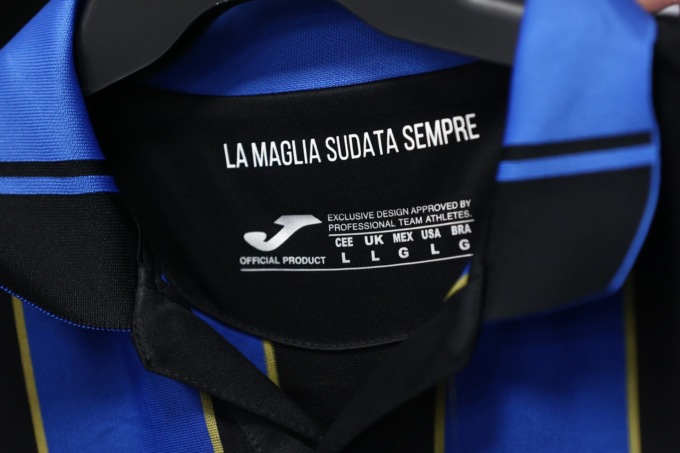 LA MAGLIA SUDATA SEMPRE
EXCLUSIVE DESIGN APPROVED BY
PROFESSIONAL TEAM ATHLETES.
CEE UK MEX USA BRA
L L G L G
OFFICIAL PRODUCT